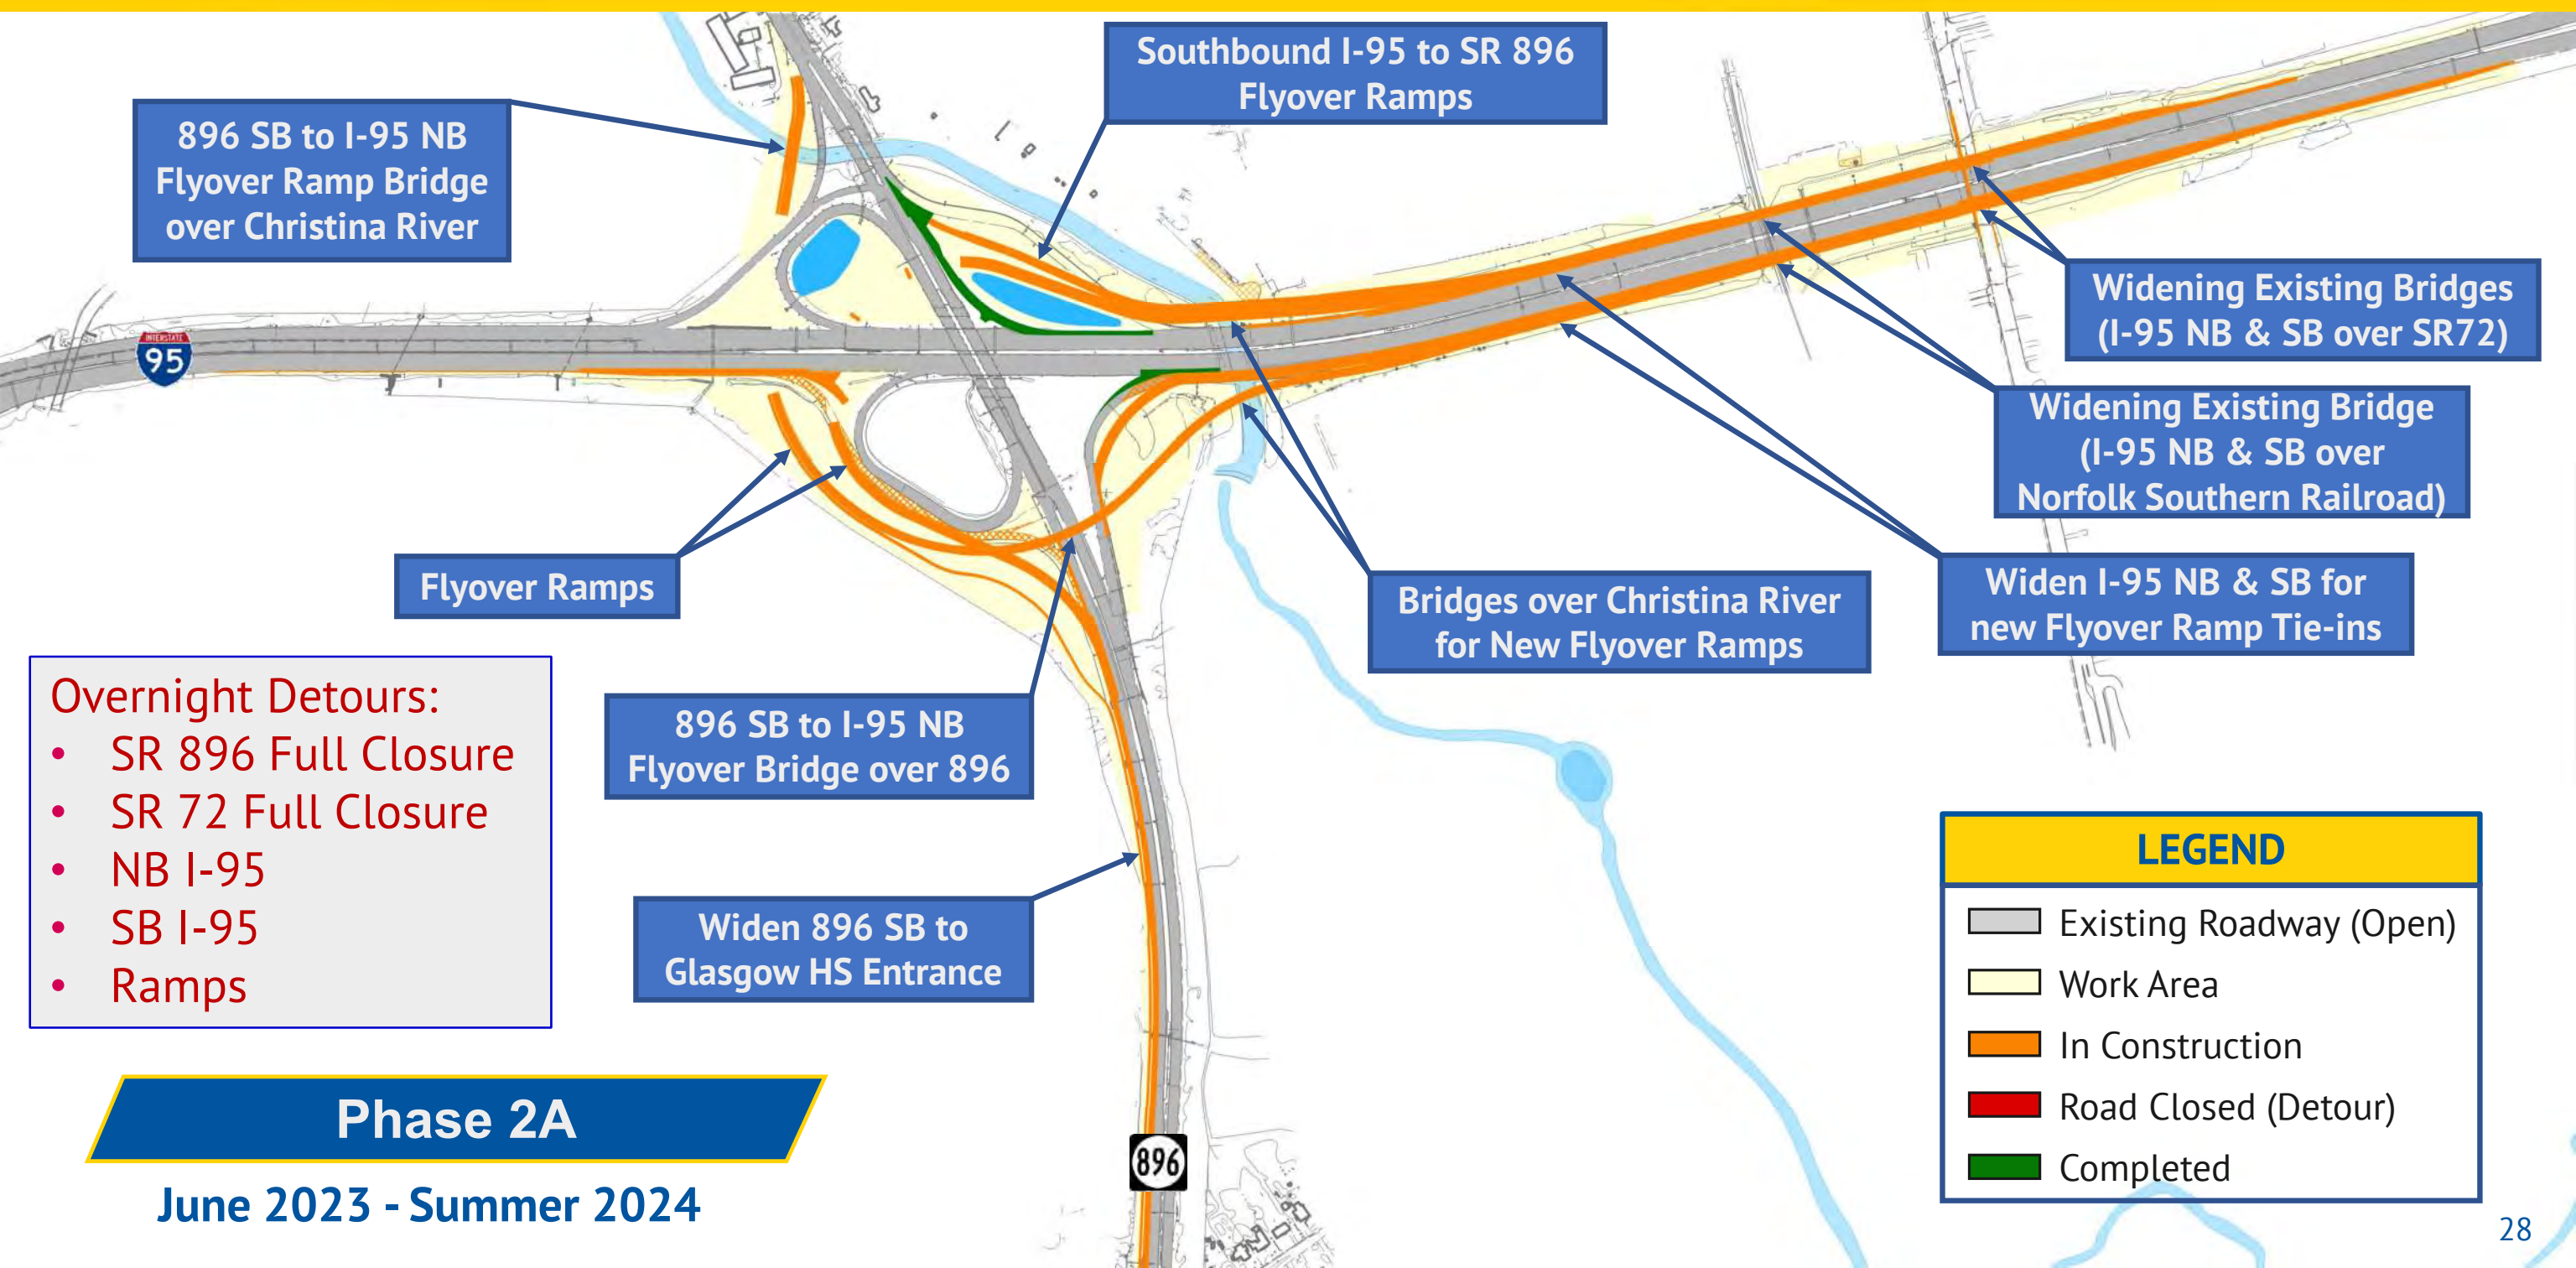 Southbound I-95 to SR 896
Flyover Ramps
896 SB to I-95 NB
Flyover Ramp Bridge
over Christina River
Widening Existing Bridges
(I-95 NB & SB over SR72)
INTERSTATE
95
Widening Existing Bridge
(I-95 NB & SB over
Norfolk Southern Railroad)
Flyover Ramps
Bridges over Christina River
for New Flyover Ramps
Widen I-95 NB & SB for
new Flyover Ramp Tie-ins
Overnight Detours:
• SR 896 Full Closure
• SR 72 Full Closure
• NB I-95
• SB I-95
• Ramps
896 SB to I-95 NB
Flyover Bridge over 896
Widen 896 SB to
Glasgow HS Entrance
LEGEND
Existing Roadway (Open)
Work Area
In Construction
Road Closed (Detour)
Completed
Phase 2A
June 2023 - Summer 2024
896
28